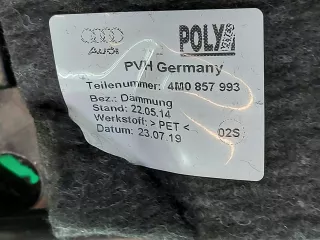 Audi
POLY
PVH Germany
Teilenummer: 4M0 857 993
Bez.: Dammung
Stand: 22.05.14
Werkstoff: > PET <
Datum: 23.07.19
02S